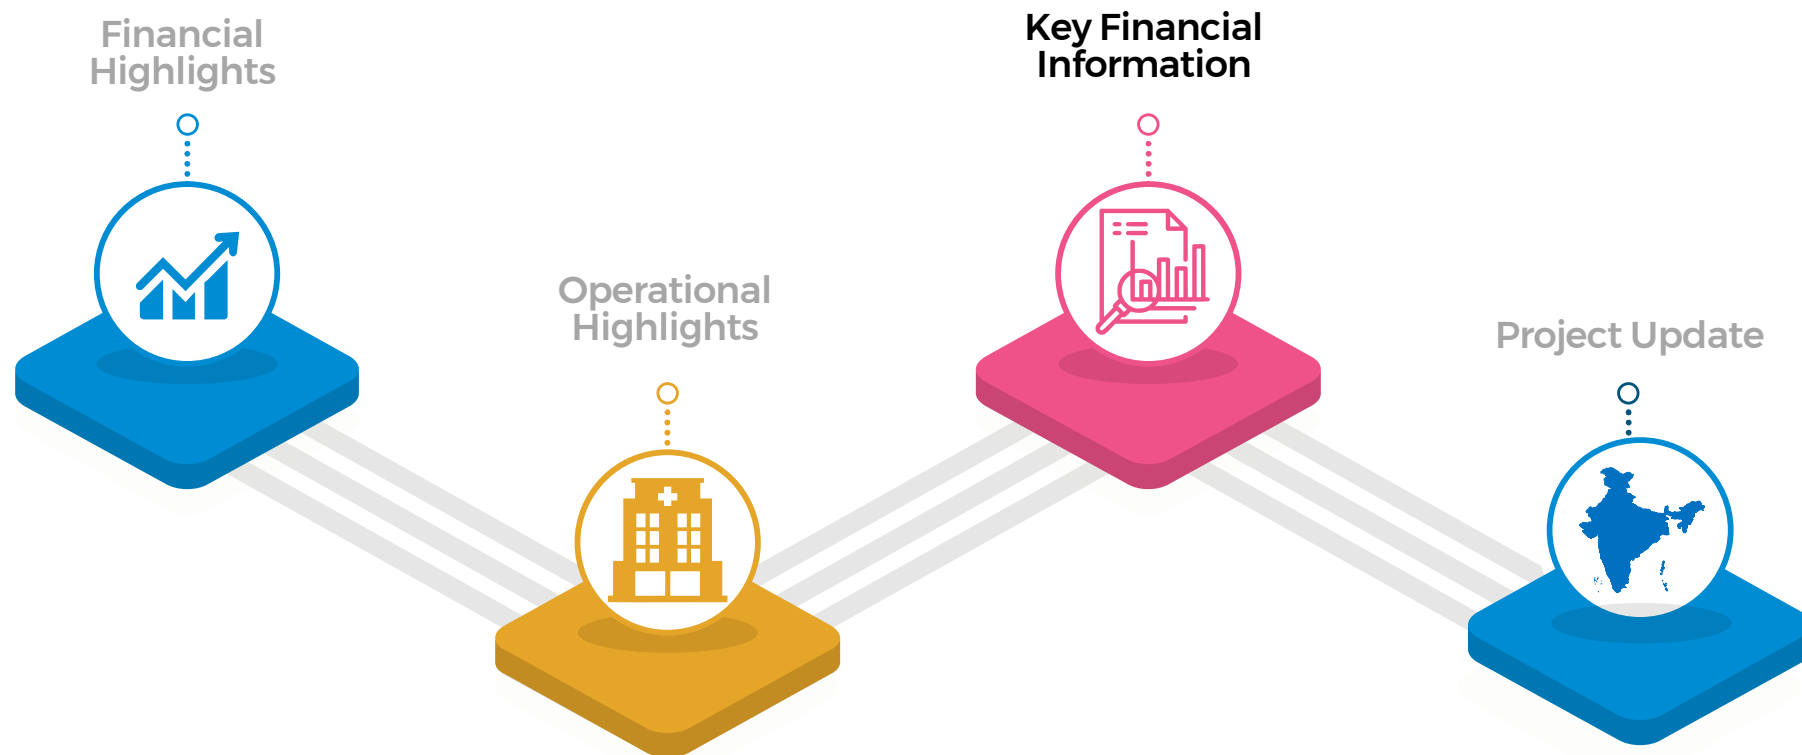 Financial
Highlights
Operational
Highlights
Key Financial
Information
Project Update